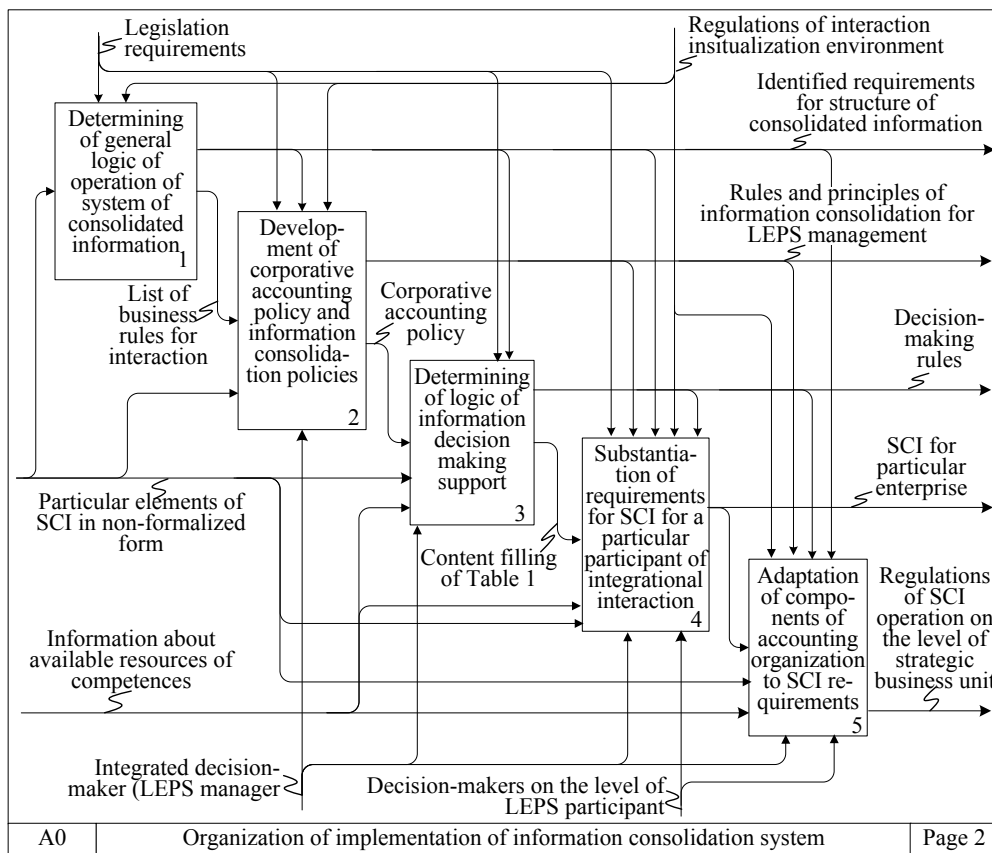 Legislation
requirements
Regulations of interaction
insitualization environment
Identified requirements
for structure of
consolidated information
Determining
of general
logic of
operation of
system of
consolidated
information
1
Rules and principles of
information consolidation for
LEPS management
Develop-
ment of
corporative
accounting
policy and
information
consolida-
tion policies
2
List of
business
rules for
interaction
Corporative
accounting
policy
Decision-
making
rules
Determining
of logic of
information
decision
making
support
3
SCI for
particular
enterprise
Substantia-
tion of
requirements
for SCI for a
particular
participant of
integrational
interaction
4
Particular elements of
SCI in non-formalized
form
Content filling
of Table 1
Adaptation
of compo-
nents of
accounting
organization
to SCI re-
quirements
5
Regulations
of SCI
operation on
the level of
strategic
business unit
Information about
available resources of
competences
Integrated decision-
maker (LEPS manager
Decision-makers on the level of
LEPS participant
A0 Organization of implementation of information consolidation system Page 2